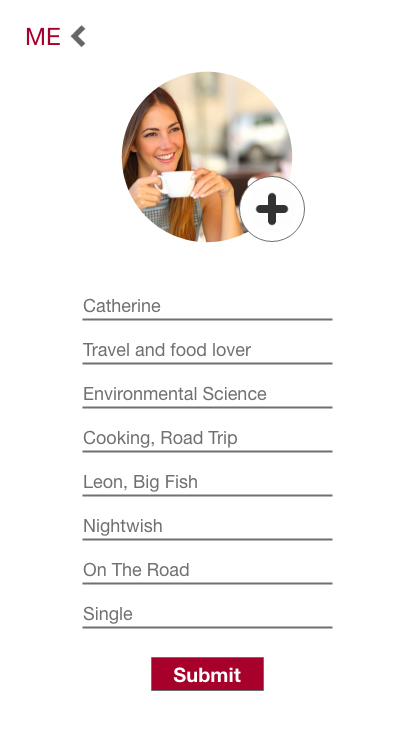 ME
Catherine
Travel and food lover
Environmental Science
Cooking, Road Trip
Leon, Big Fish
Nightwish
On The Road
Single
Submit